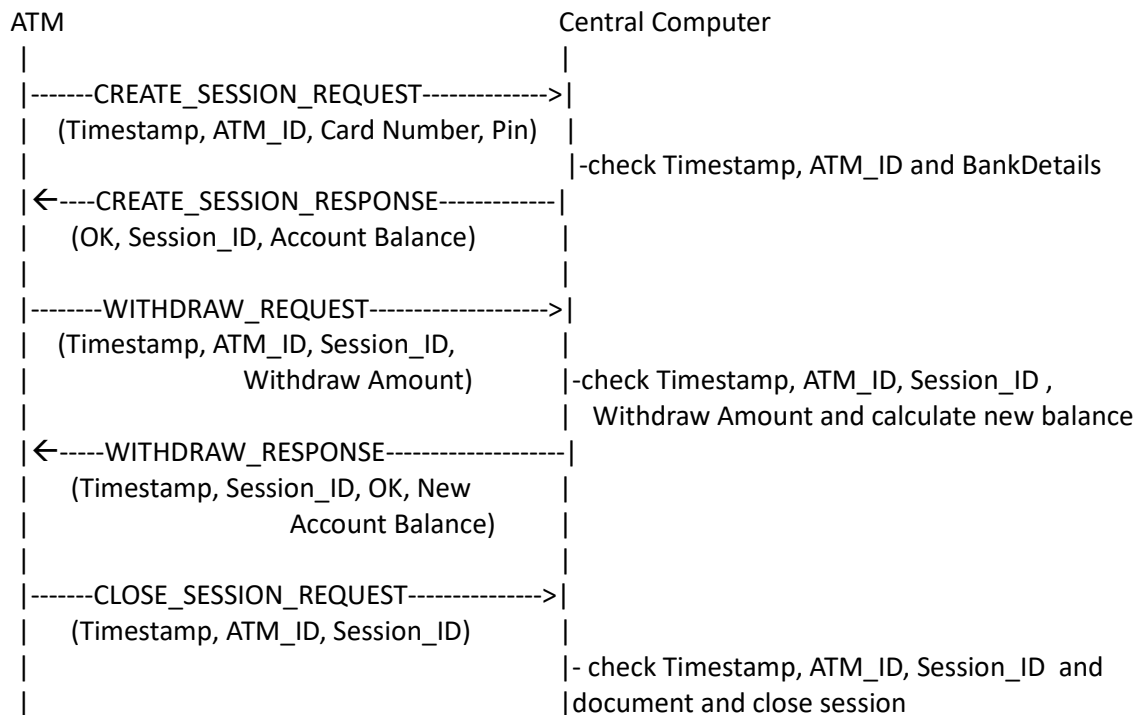 ATM Central Computer
| |
|-------CREATE_SESSION_REQUEST-------------->|
| (Timestamp, ATM_ID, Card Number, Pin) |
| |-check Timestamp, ATM_ID and BankDetails
|←----CREATE_SESSION_RESPONSE-------------|
| (OK, Session_ID, Account Balance) |
| |
|--------WITHDRAW_REQUEST--------------------->|
| (Timestamp, ATM_ID, Session_ID, |
| Withdraw Amount) |-check Timestamp, ATM_ID, Session_ID ,
| | Withdraw Amount and calculate new balance
|←-----WITHDRAW_RESPONSE---------------------|
| (Timestamp, Session_ID, OK, New |
| Account Balance) |
| |
|-------CLOSE_SESSION_REQUEST--------------->|
| (Timestamp, ATM_ID, Session_ID) |
| |- check Timestamp, ATM_ID, Session_ID and
| |document and close session